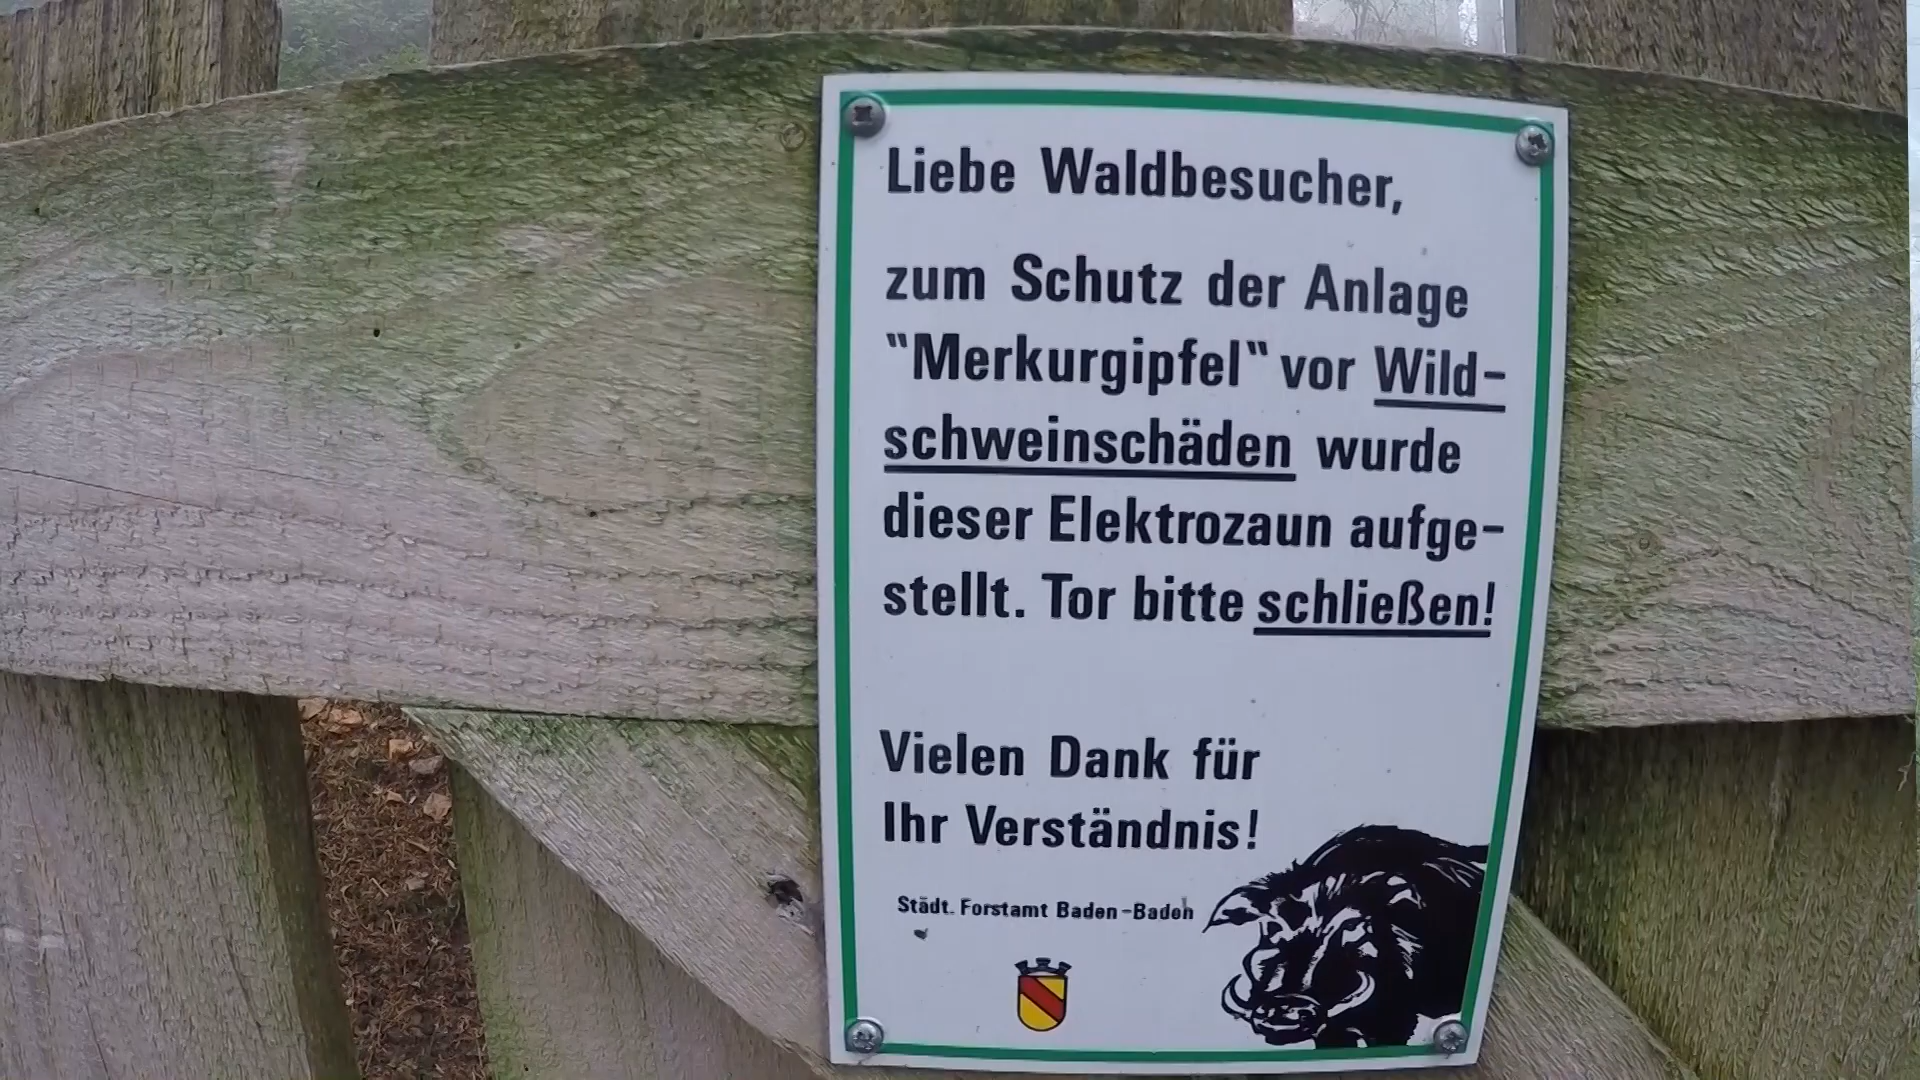 Liebe Waldbesucher,
zum Schutz der Anlage
‟Merkurgipfel‟ vor Wild-
schweinschäden wurde
dieser Elektrozaun aufge-
stellt. Tor bitte schließen!
Vielen Dank für
Ihr Verständnis!
Städt. Forstamt Baden-Baden